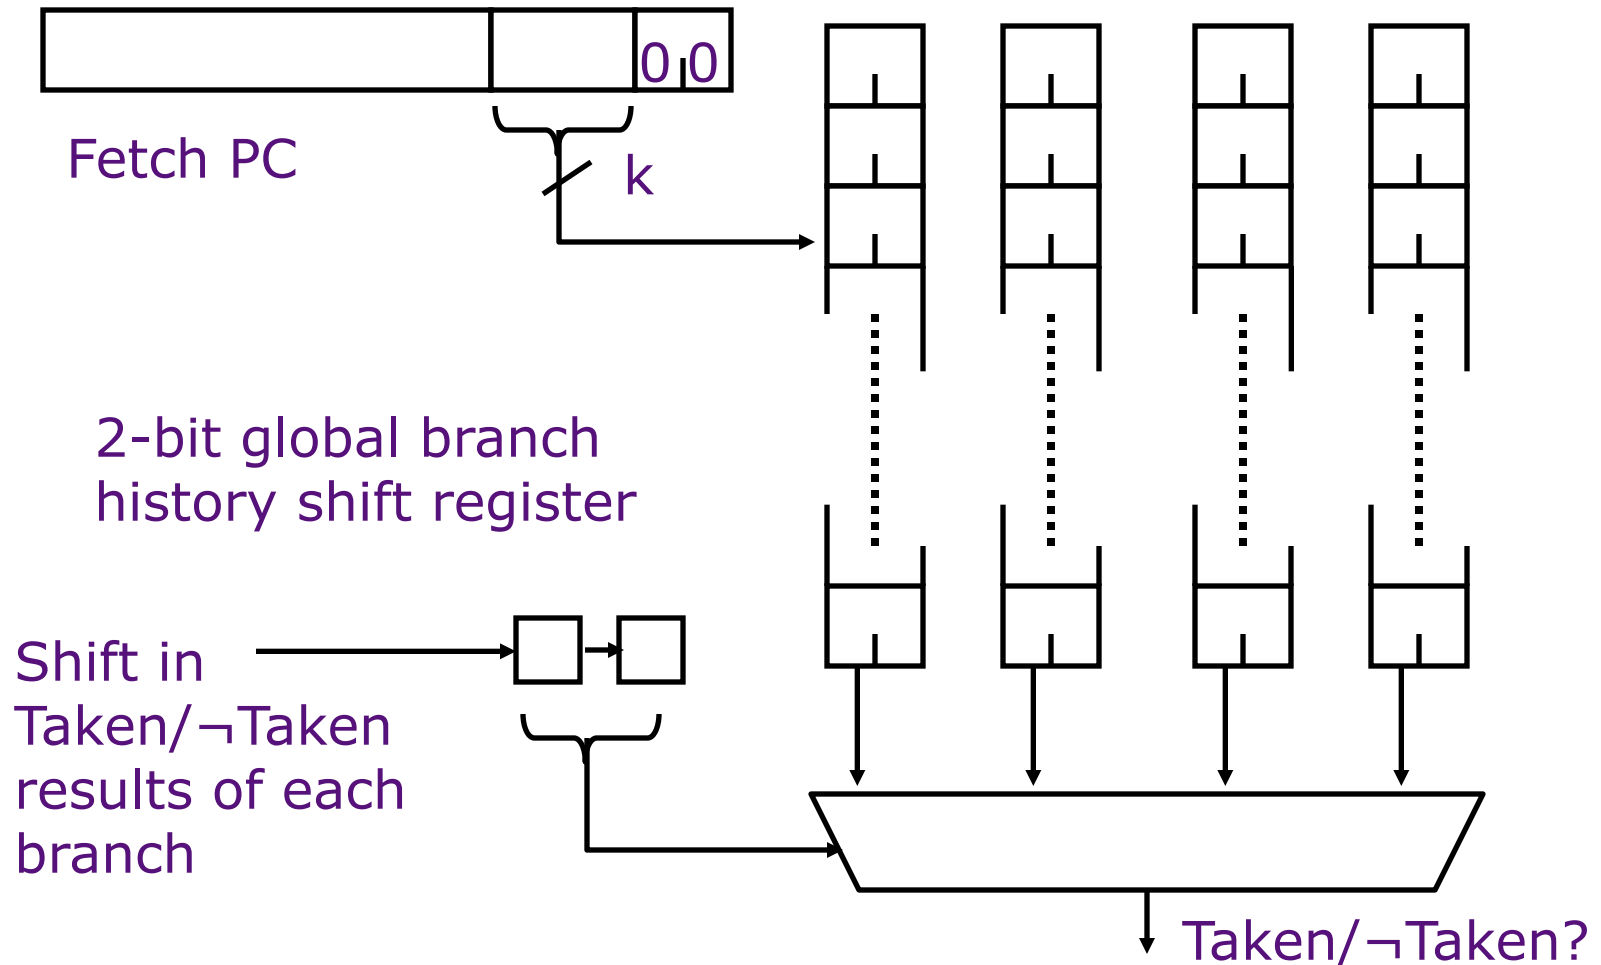 0 0
Fetch PC
k
2-bit global branch
history shift register
Shift in
Taken/¬Taken
results of each
branch
Taken/¬Taken?